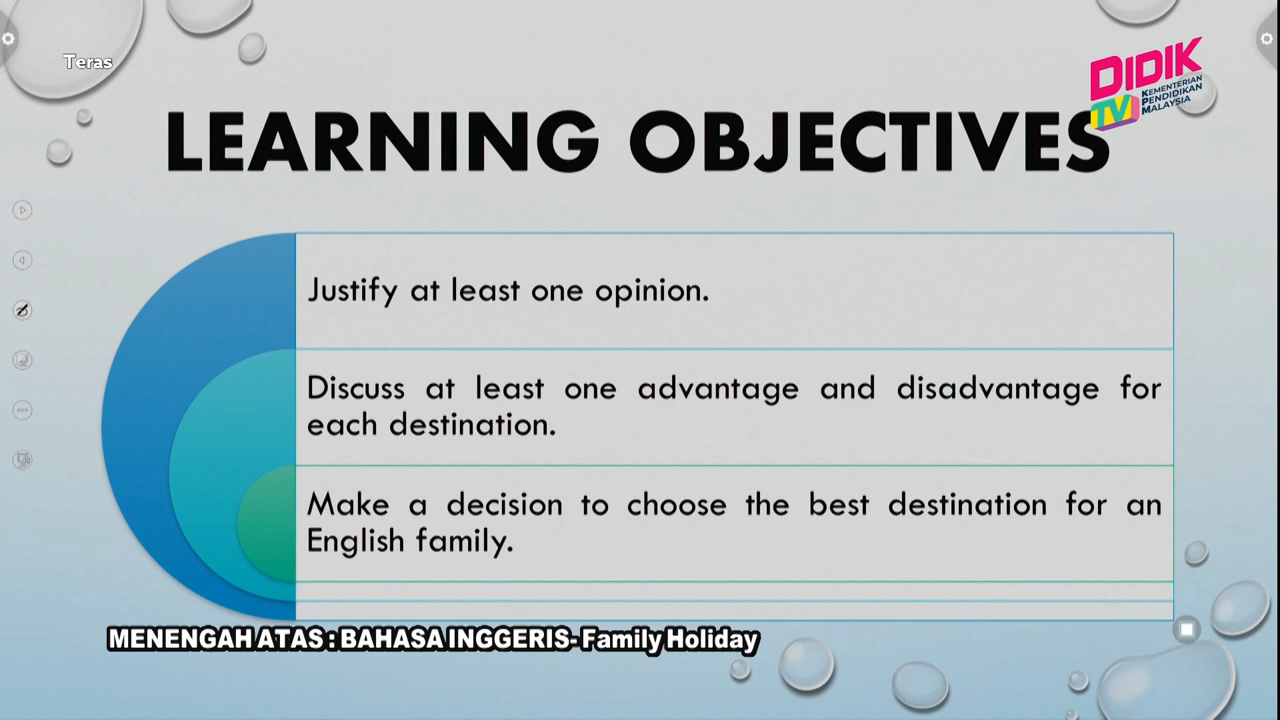 Teras
DIDIK
TV
KEMENTERIAN
PENDIDIKAN
MALAYSIA
LEARNING OBJECTIVES
Justify at least one opinion.
Discuss at least one advantage and disadvantage for
each destination.
Make a decision to choose the best destination for an
English family.
MENENGAH ATAS : BAHASA INGGERIS- Family Holiday